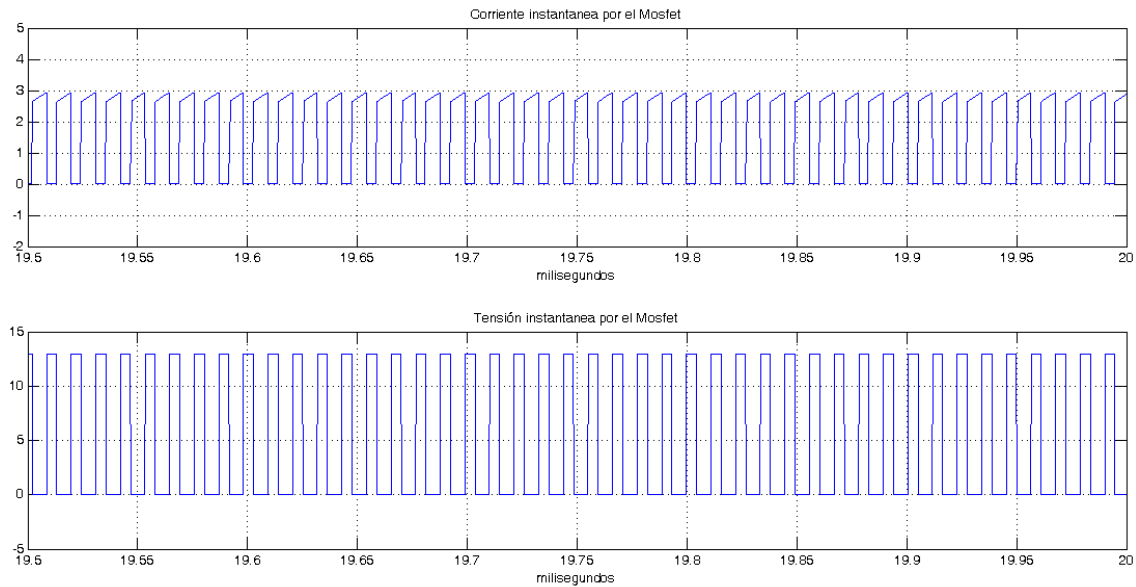 Corriente instantanea por el Mosfet
5
4
3
2
1
0
-1
-2
19.5 19.55 19.6 19.65 19.7 19.75 19.8 19.85 19.9 19.95 20
milisegundos
Tensión instantanea por el Mosfet
15
10
5
0
-5
19.5 19.55 19.6 19.65 19.7 19.75 19.8 19.85 19.9 19.95 20
milisegundos